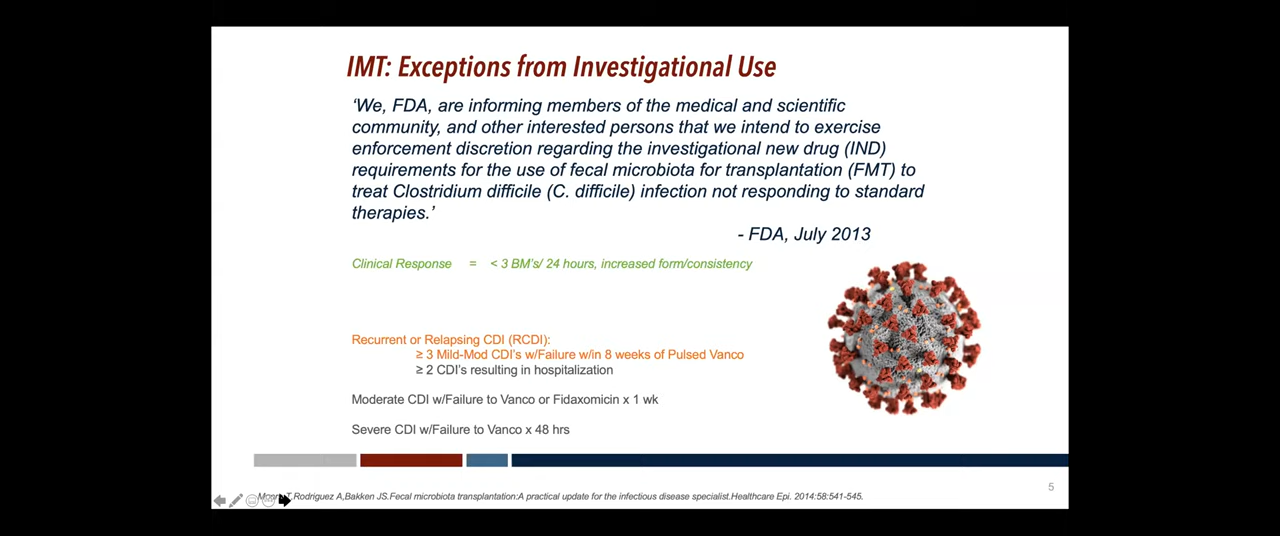 IMT: Exceptions from Investigational Use
'We, FDA, are informing members of the medical and scientific
community, and other interested persons that we intend to exercise
enforcement discretion regarding the investigational new drug (IND)
requirements for the use of fecal microbiota for transplantation (FMT) to
treat Clostridium difficile (C. difficile) infection not responding to standard
therapies.'
- FDA, July 2013
Clinical Response = < 3 BM's/ 24 hours, increased form/consistency
Recurrent or Relapsing CDI (RCDI):
≥ 3 Mild-Mod CDI's w/Failure w/in 8 weeks of Pulsed Vanco
≥ 2 CDI's resulting in hospitalization
Moderate CDI w/Failure to Vanco or Fidaxomicin x 1 wk
Severe CDI w/Failure to Vanco x 48 hrs
5
T,Rodriguez A,Bakken JS.Fecal microbiota transplantation:A practical update for the infectious disease specialist.Healthcare Epi. 2014:58:541-545.